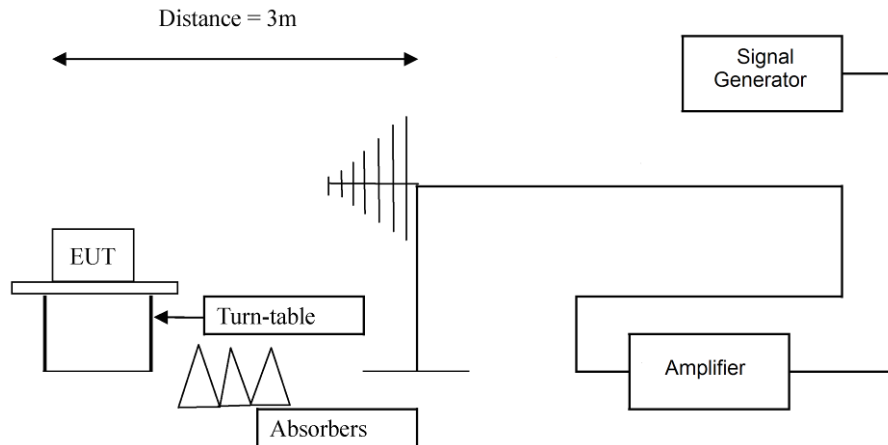 Distance = 3m
Signal
Generator
EUT
Turn-table
Amplifier
Absorbers